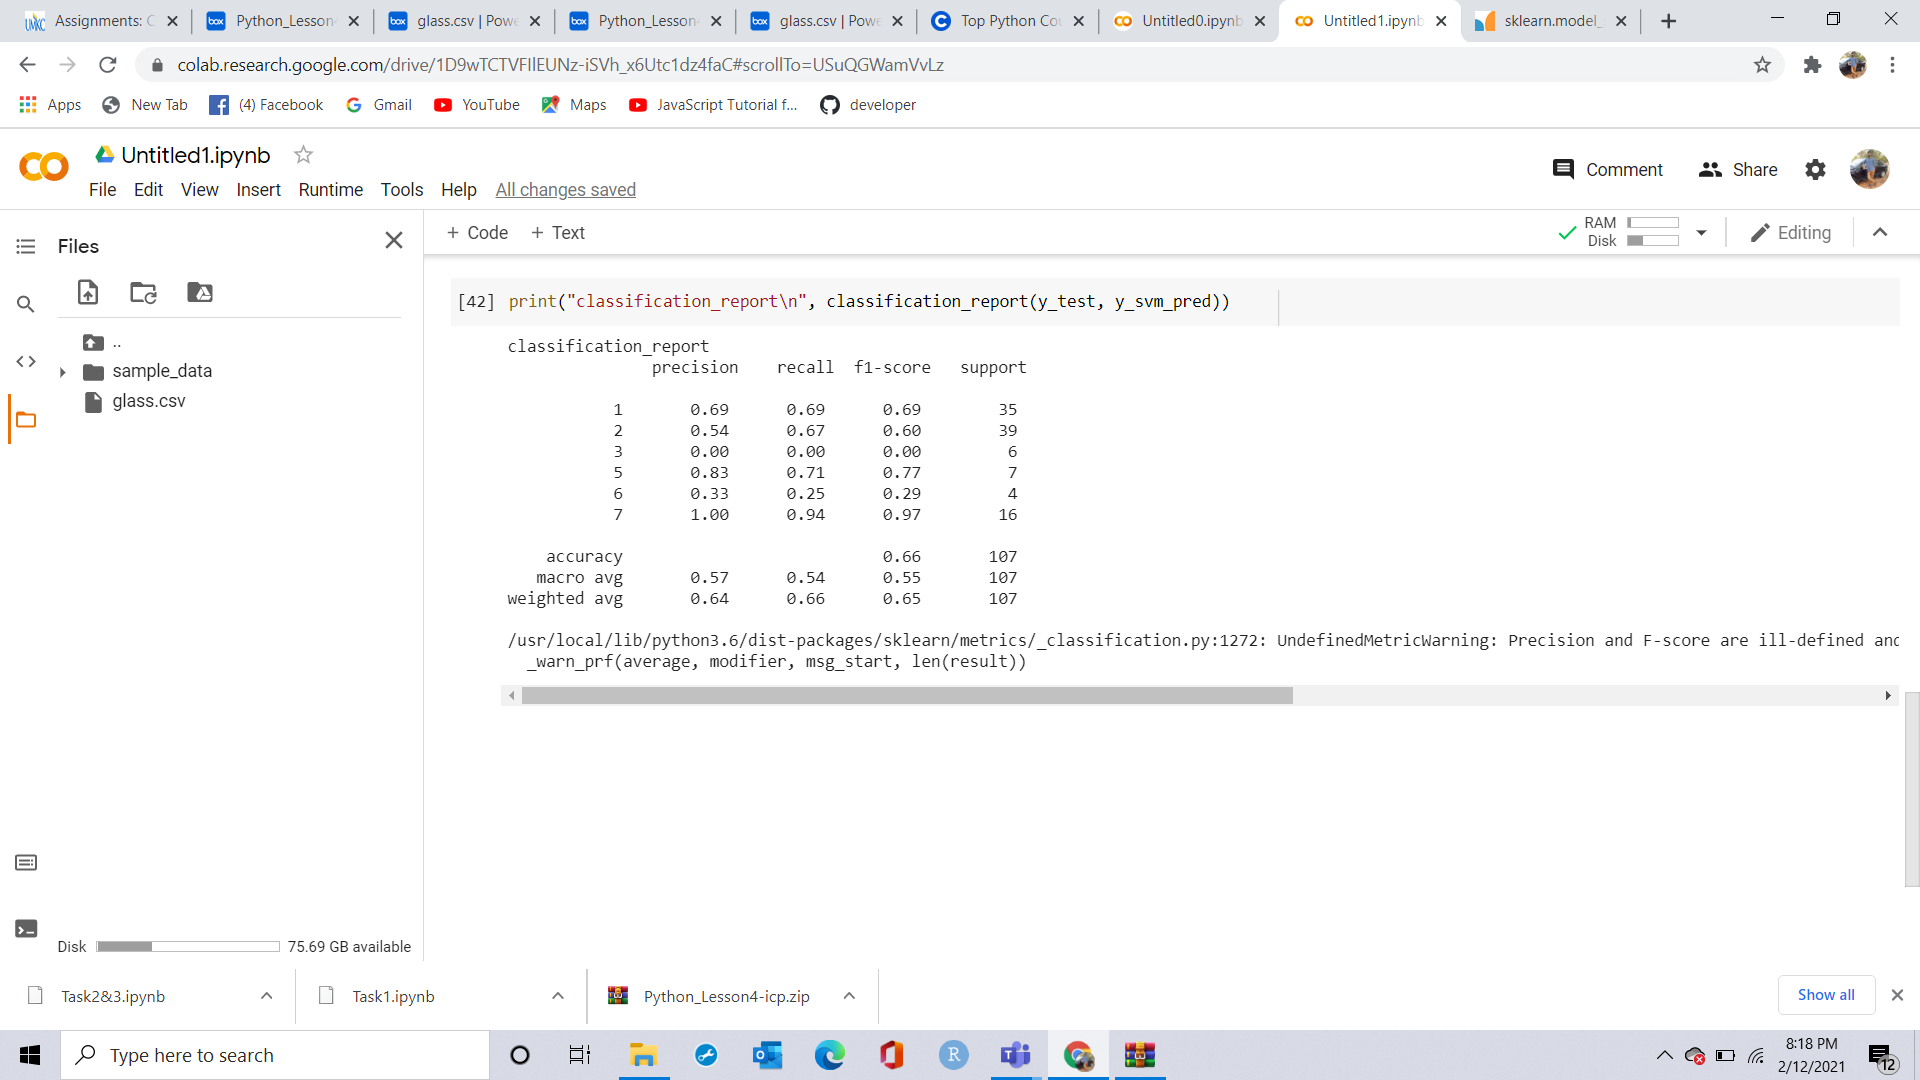 Assignments: C
Python_Lesson
glass.csv | Powe
Python_Lesson
glass.csv | Powe
Top Python Cou
Untitled0.ipynb
Untitled1.ipynb
sklearn.model_
colab.research.google.com/drive/1D9wTCTVFIlEUNz-iSVh_x6Utc1dz4faC#scrollTo=USuQGWamVvLz
Apps
New Tab
(4) Facebook
Gmail
YouTube
Maps
JavaScript Tutorial f...
developer
Untitled1.ipynb
Comment
Share
File Edit View Insert Runtime Tools Help All changes saved
Files
+ Code + Text
RAM
Disk
Editing
..
sample_data
glass.csv
[42] print("classification_report\n", classification_report(y_test, y_svm_pred))
classification_report
precision recall f1-score support
1 0.69 0.69 0.69 35
2 0.54 0.67 0.60 39
3 0.00 0.00 0.00 6
5 0.83 0.71 0.77 7
6 0.33 0.25 0.29 4
7 1.00 0.94 0.97 16
accuracy 0.66 107
macro avg 0.57 0.54 0.55 107
weighted avg 0.64 0.66 0.65 107
/usr/local/lib/python3.6/dist-packages/sklearn/metrics/_classification.py:1272: UndefinedMetricWarning: Precision and F-score are ill-defined and
_warn_prf(average, modifier, msg_start, len(result))
Disk 75.69 GB available
Task2&3.ipynb
Task1.ipynb
Python_Lesson4-icp.zip
Show all
Type here to search
8:18 PM
2/12/2021
12